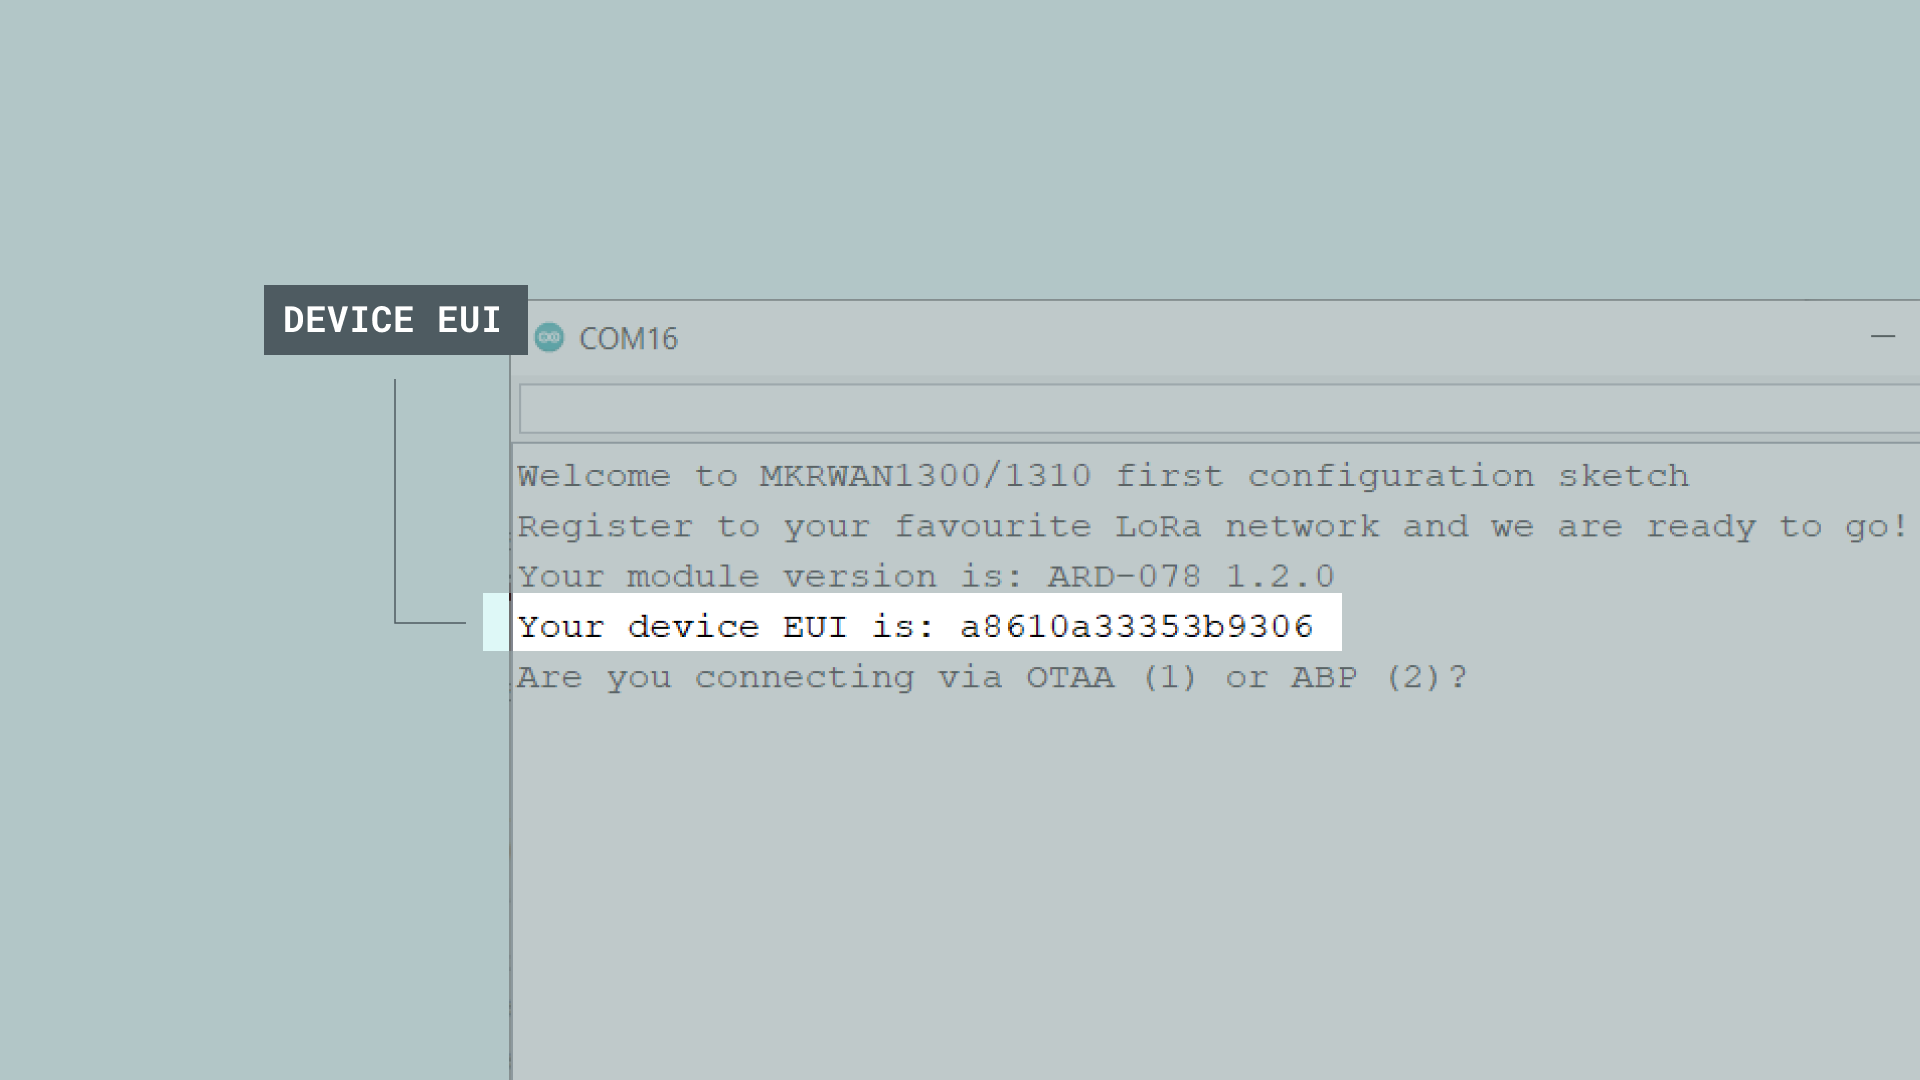 DEVICE EUI
COM16
Welcome to MKRWAN1300/1310 first configuration sketch
Register to your favourite LoRa network and we are ready to go!
Your module version is: ARD-078 1.2.0
Your device EUI is: a8610a33353b9306
Are you connecting via OTAA (1) or ABP (2)?